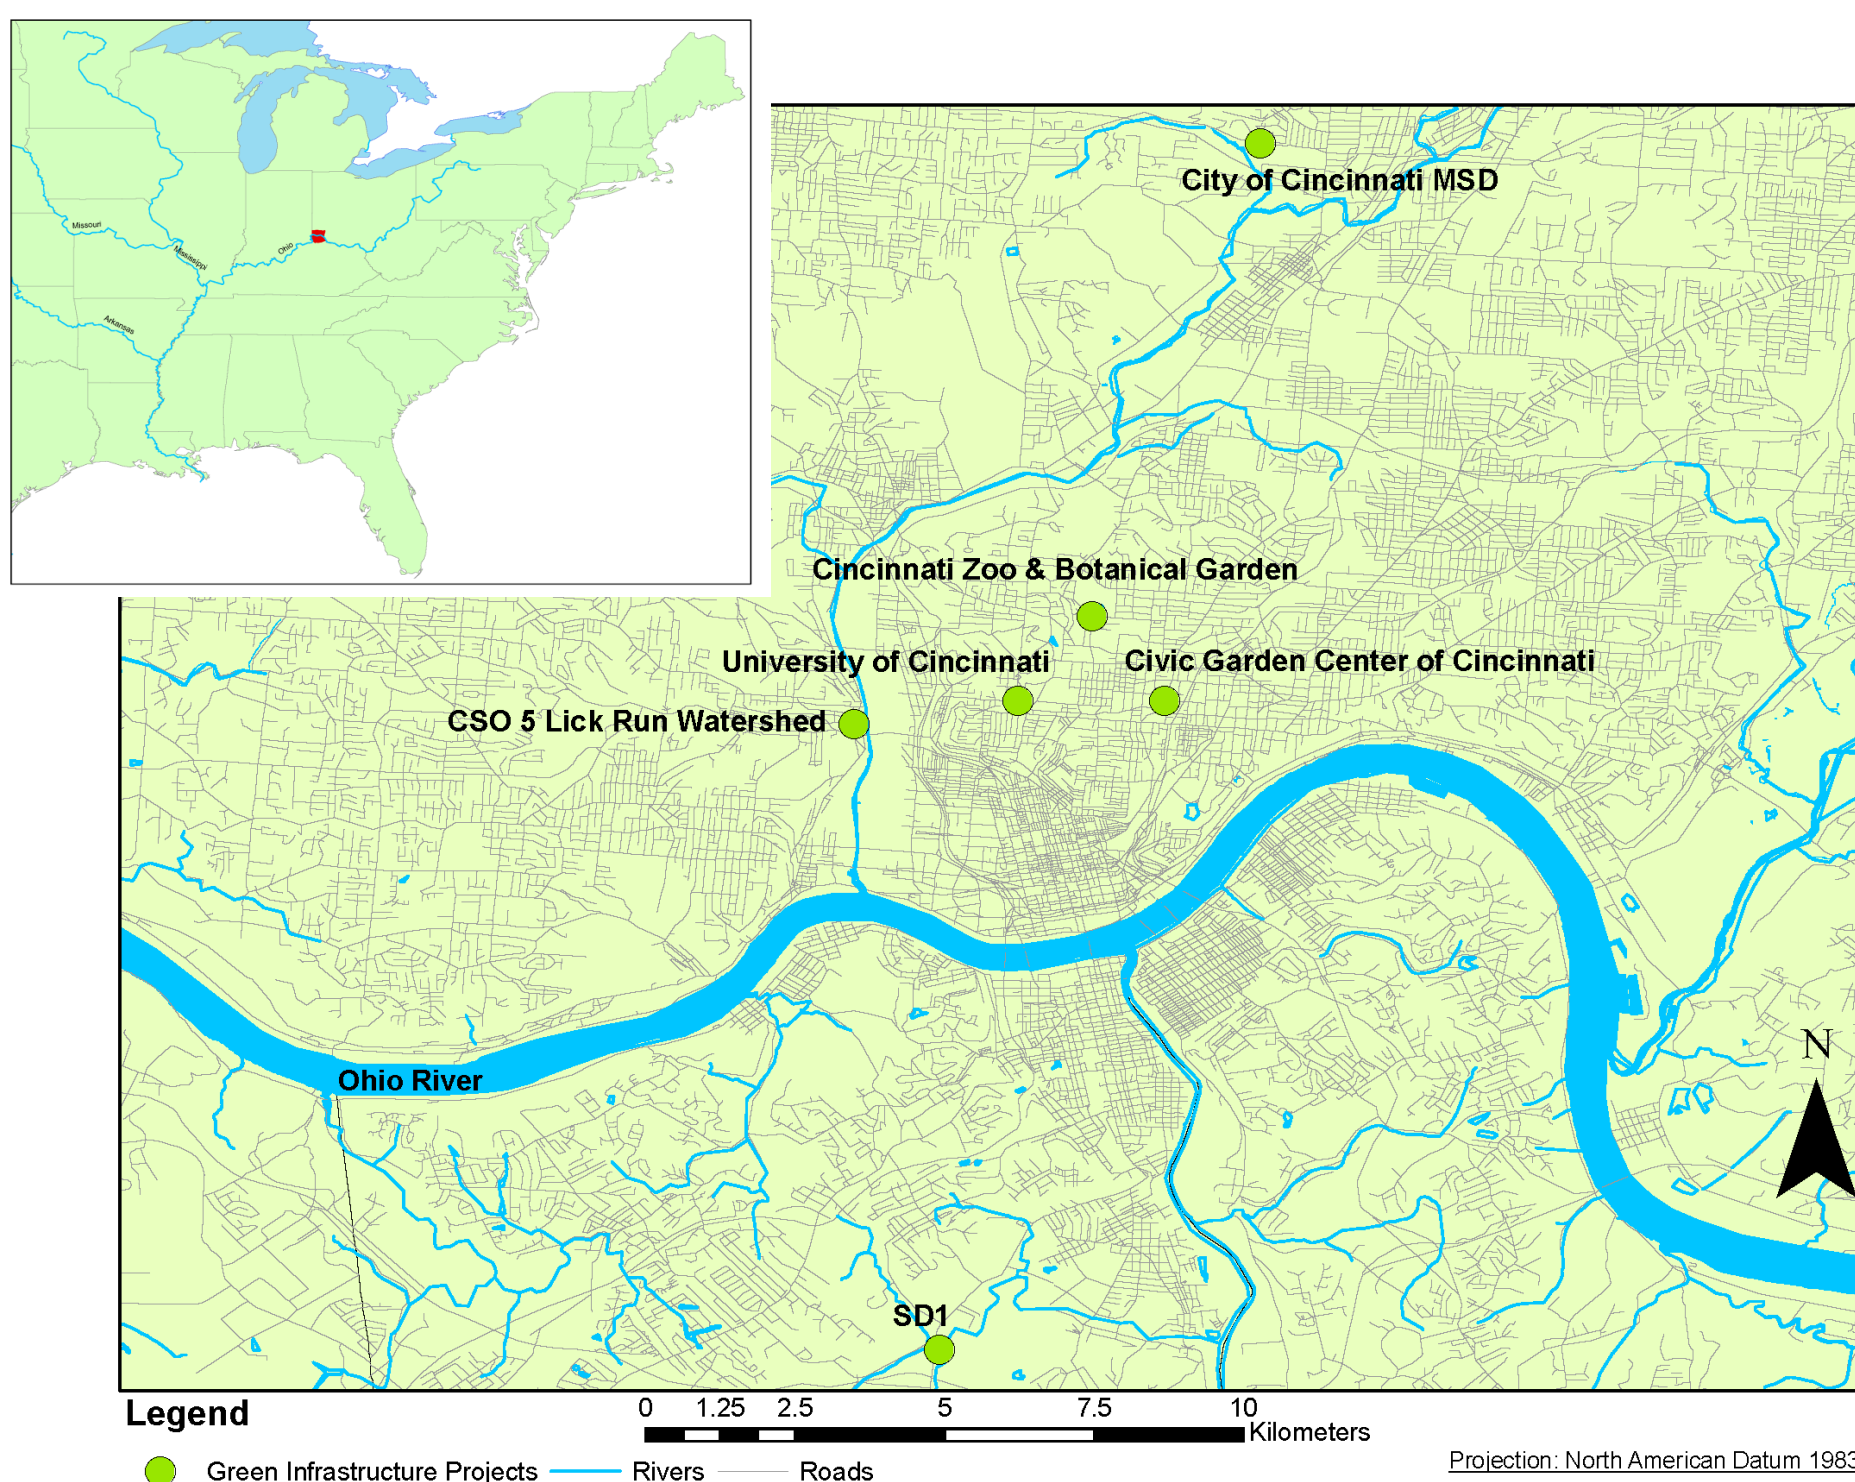 Missouri
Mississippi
Ohio
Arkansas
City of Cincinnati MSD
Cincinnati Zoo & Botanical Garden
University of Cincinnati
Civic Garden Center of Cincinnati
CSO 5 Lick Run Watershed
N
Ohio River
SD1
Legend
0 1.25 2.5 5 7.5 10
Kilometers
Green Infrastructure Projects
Rivers
Roads
Projection: North American Datum 1983